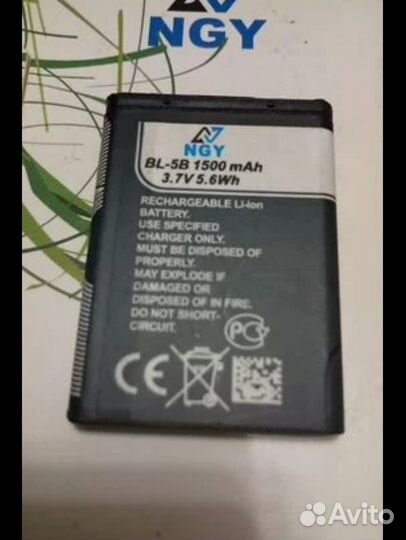 NGY
NGY
BL-5B 1500 mAh
3.7V 5.6Wh
RECHARGEABLE Li-ion
BATTERY.
USE SPECIFIED
CHARGER ONLY.
MUST BE DISPOSED OF
PROPERLY.
MAY EXPLODE IF
DAMAGED OR
DISPOSED OF IN FIRE.
DO NOT SHORT-
CIRCUIT.
CE
РСТ
Avito